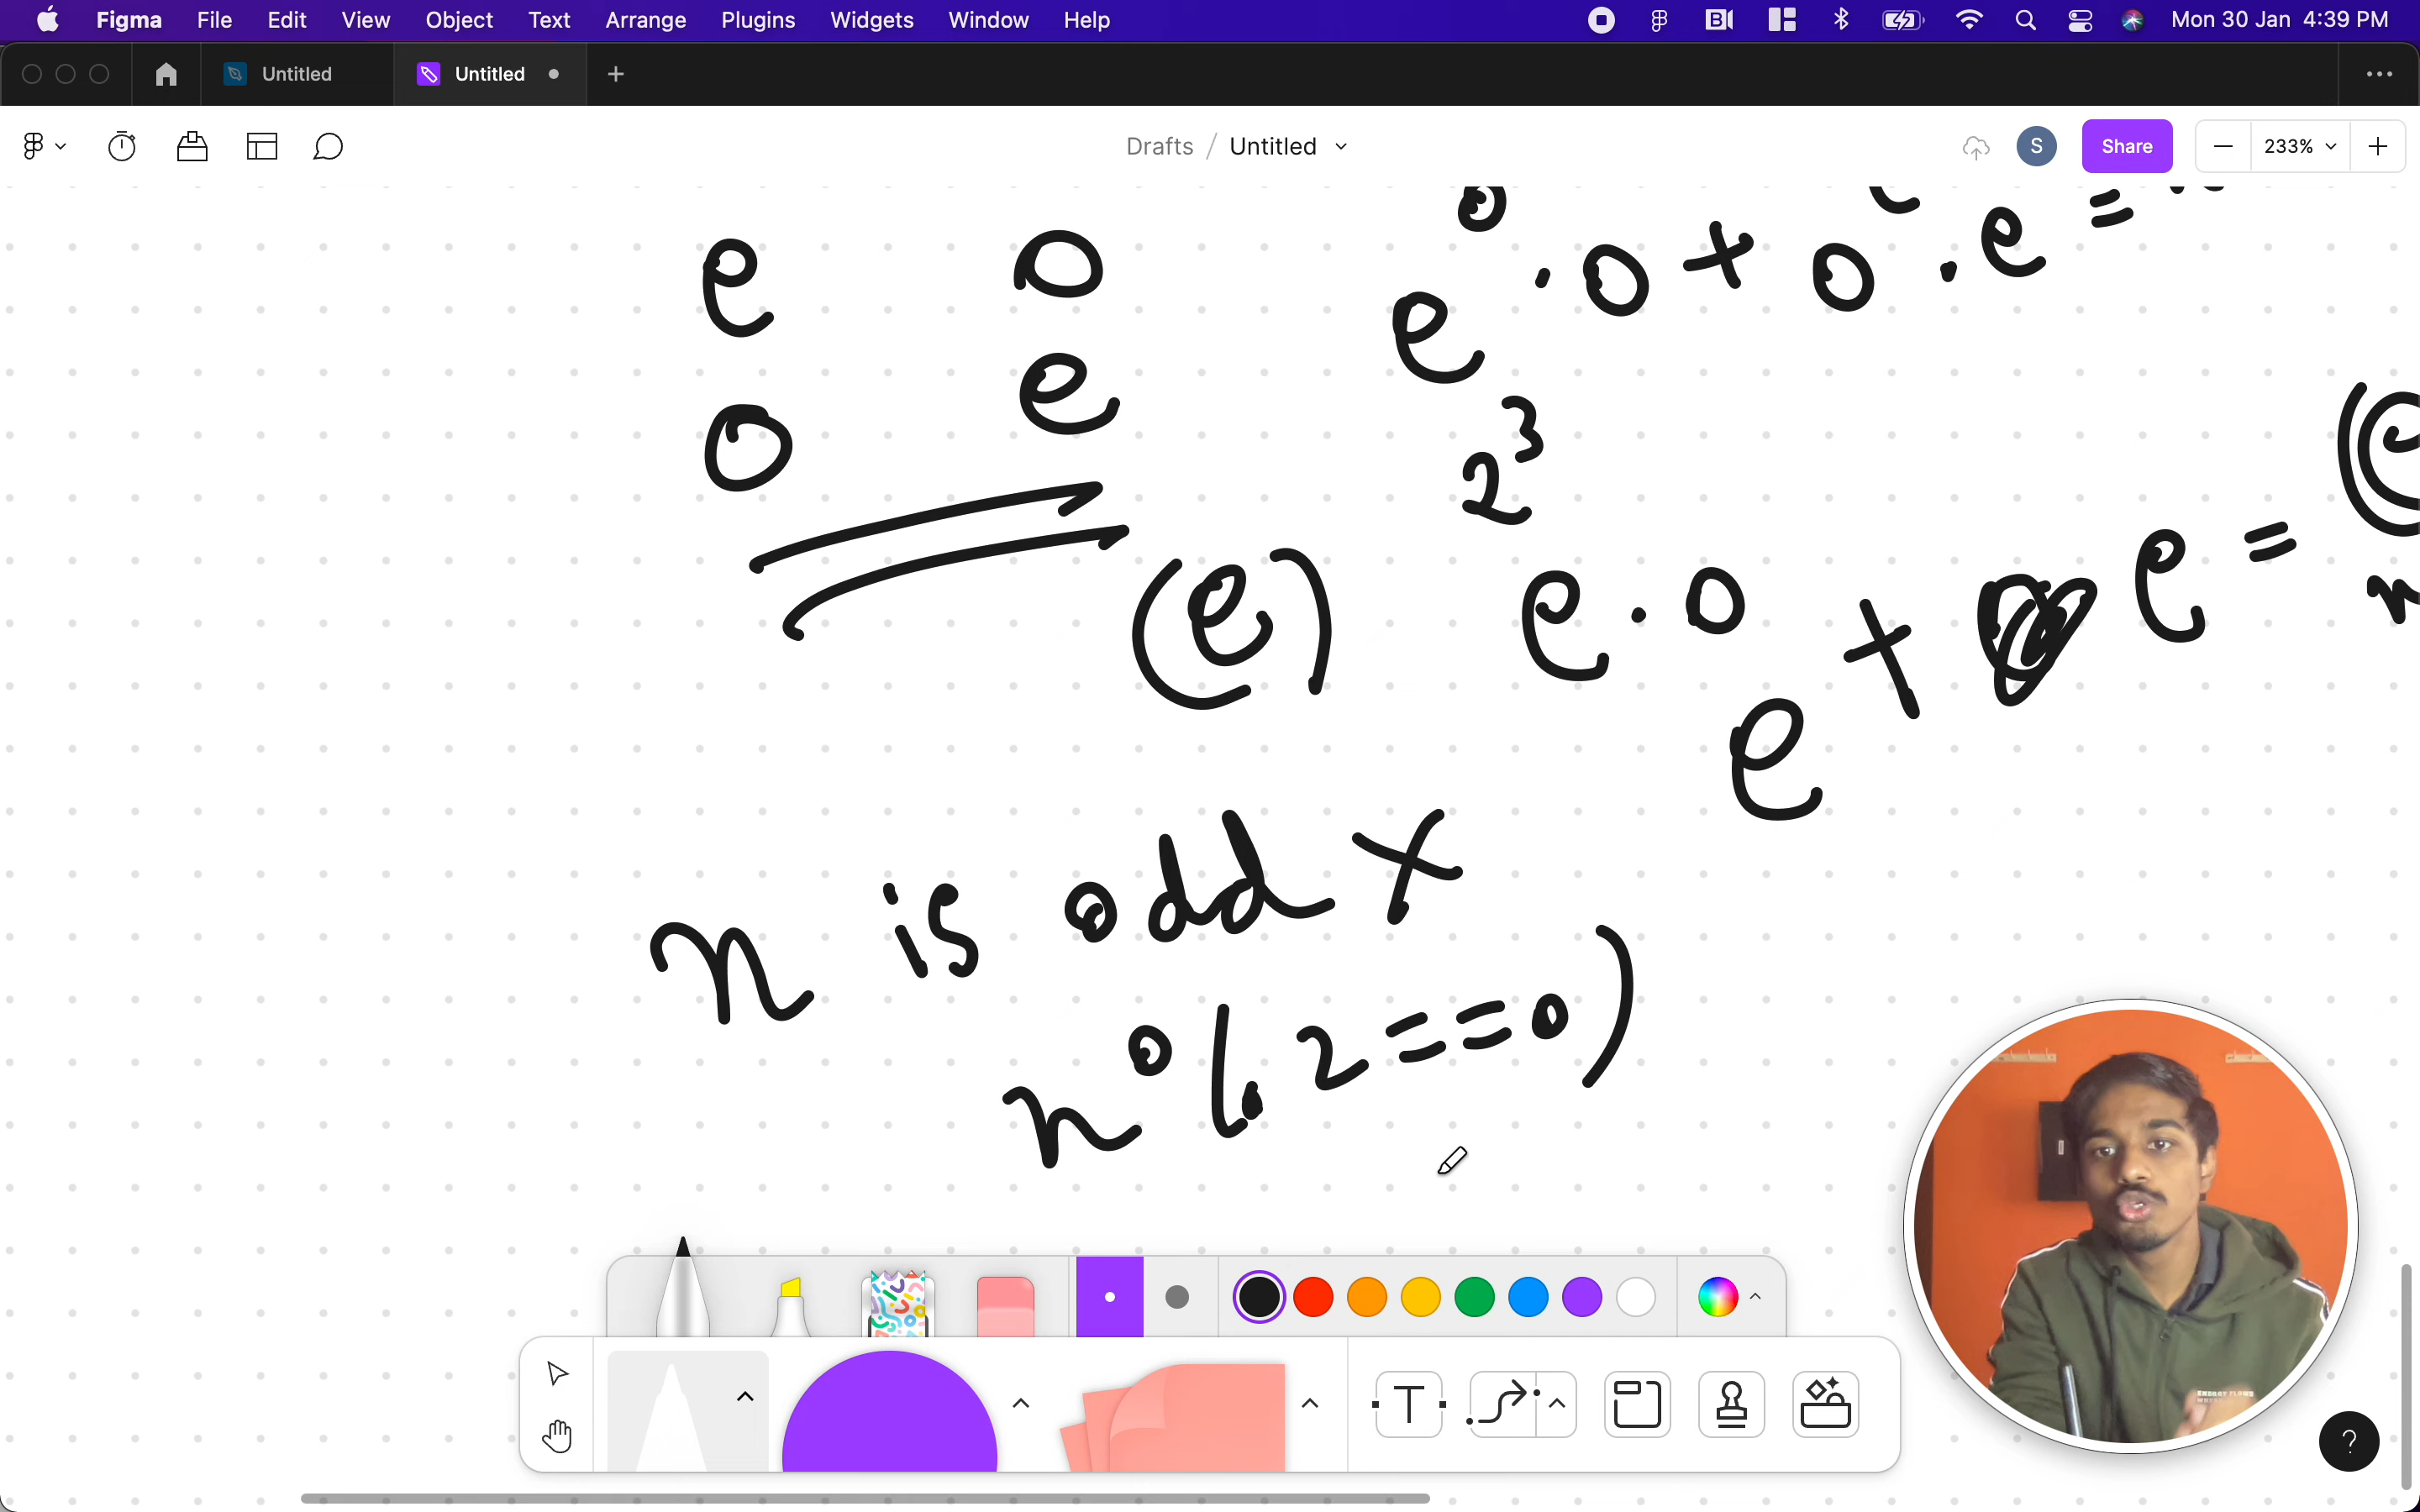 Figma File Edit View Object Text Arrange Plugins Widgets Window Help Mon 30 Jan 4:39 PM
Untitled Untitled
Drafts / Untitled S Share 233%
e o
e · o + o · e =
o e
2³
(e) e · o + e =
e
n is odd x
n % 2 == 0)
T
?